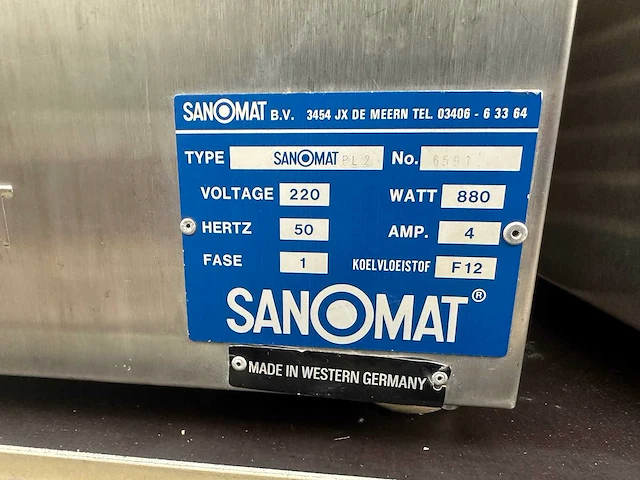 SANOMAT B.V. 3454 JX DE MEERN TEL. 03406 - 6 33 64
TYPE SANOMAT PL 2 No. 6591
VOLTAGE 220 WATT 880
HERTZ 50 AMP. 4
FASE 1 KOELVLOEISTOF F12
SANOMAT ®
MADE IN WESTERN GERMANY